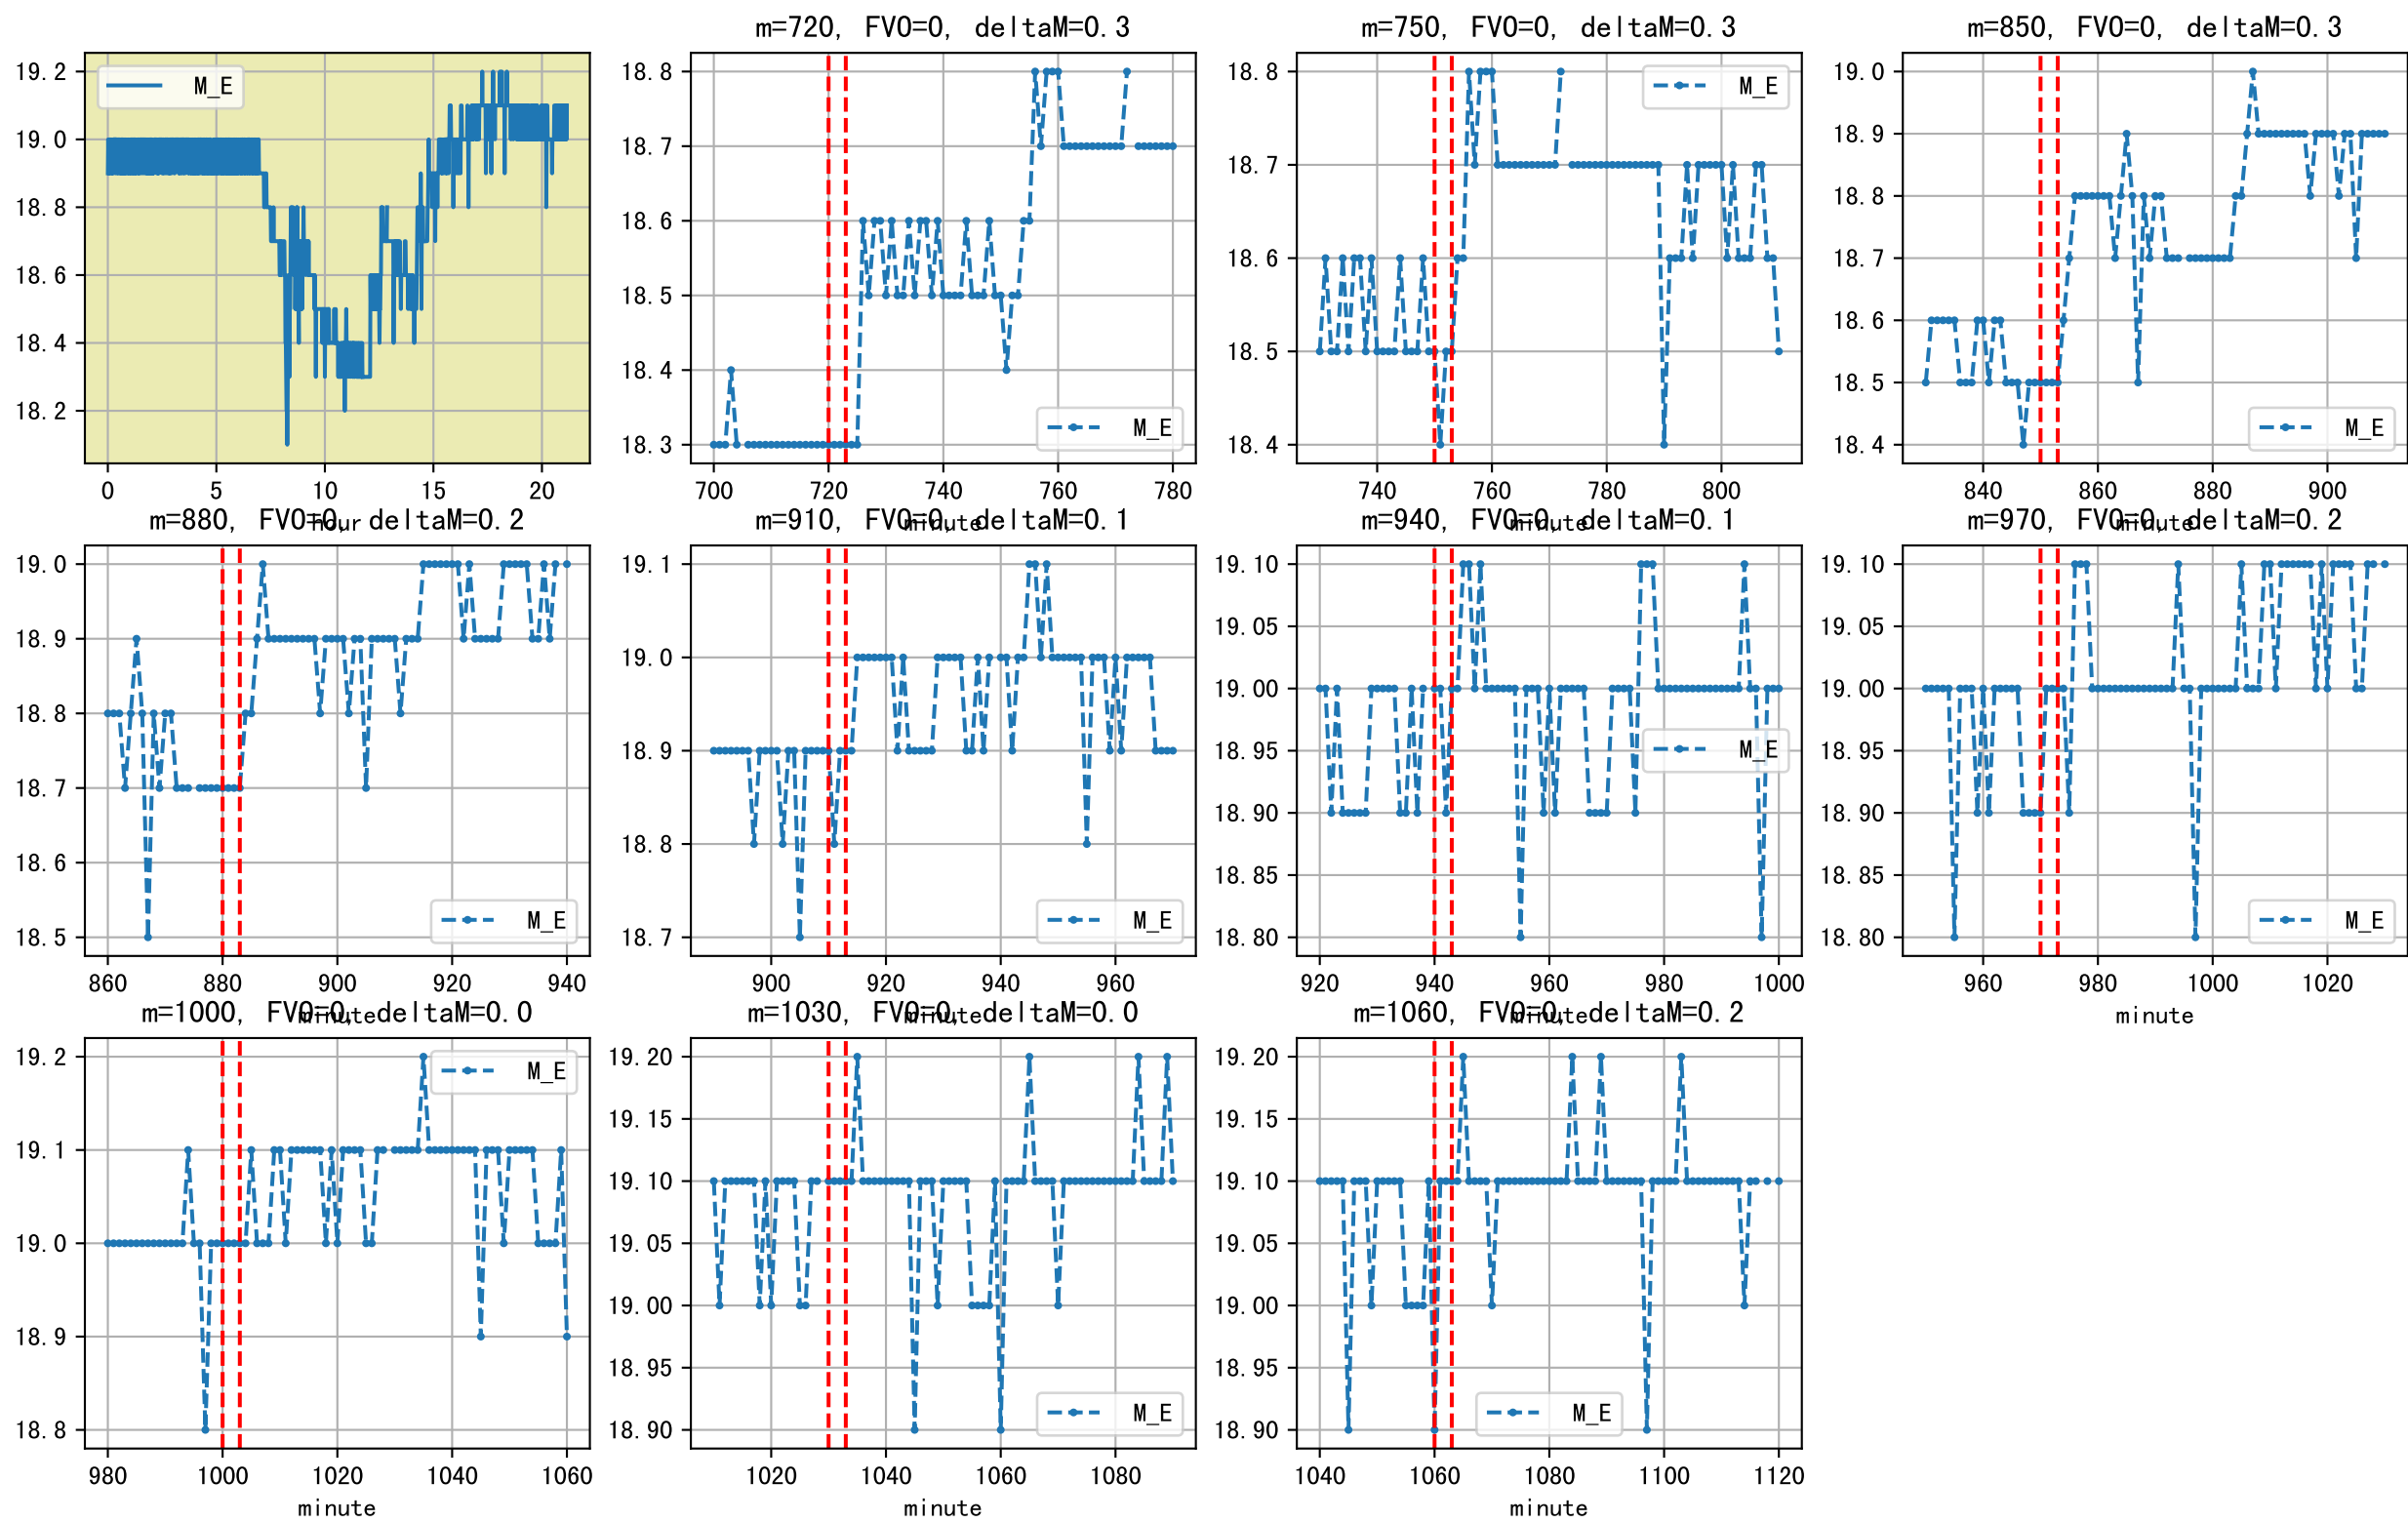 m=720, FVO=0, deltaM=0.3
m=750, FVO=0, deltaM=0.3
m=850, FVO=0, deltaM=0.3
19.2
19.0
18.8
18.6
18.4
18.2
M_E
0 5 10 15 20
hour
18.8
18.7
18.6
18.5
18.4
18.3
M_E
700 720 740 760 780
minute
18.8
18.7
18.6
18.5
18.4
M_E
740 760 780 800
minute
19.0
18.9
18.8
18.7
18.6
18.5
18.4
M_E
840 860 880 900
minute
m=880, FVO=0, deltaM=0.2
m=910, FVO=0, deltaM=0.1
m=940, FVO=0, deltaM=0.1
m=970, FVO=0, deltaM=0.2
19.0
18.9
18.8
18.7
18.6
18.5
M_E
860 880 900 920 940
minute
19.1
19.0
18.9
18.8
18.7
M_E
900 920 940 960
minute
19.10
19.05
19.00
18.95
18.90
18.85
18.80
M_E
920 940 960 980 1000
minute
19.10
19.05
19.00
18.95
18.90
18.85
18.80
M_E
960 980 1000 1020
minute
m=1000, FVO=0, deltaM=0.0
m=1030, FVO=0, deltaM=0.0
m=1060, FVO=0, deltaM=0.2
19.2
19.1
19.0
18.9
18.8
M_E
980 1000 1020 1040 1060
minute
19.20
19.15
19.10
19.05
19.00
18.95
18.90
M_E
1020 1040 1060 1080
minute
19.20
19.15
19.10
19.05
19.00
18.95
18.90
M_E
1040 1060 1080 1100 1120
minute